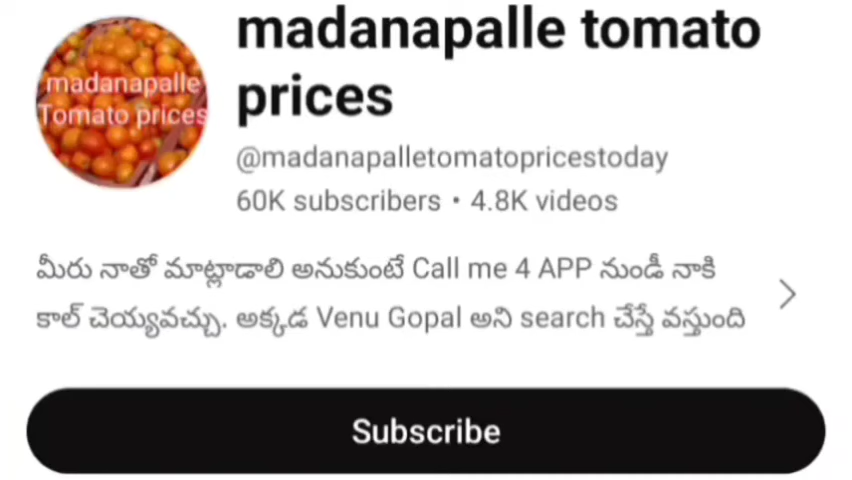 madanapalle tomato
prices
madanapalle
Tomato prices
@madanapalletomatopricestoday
60K subscribers • 4.8K videos
మీరు నాతో మాట్లాడాలి అనుకుంటే Call me 4 APP నుండీ నాకి
కాల్ చెయ్యవచ్చు. అక్కడ Venu Gopal అని search చేస్తే వస్తుంది
Subscribe